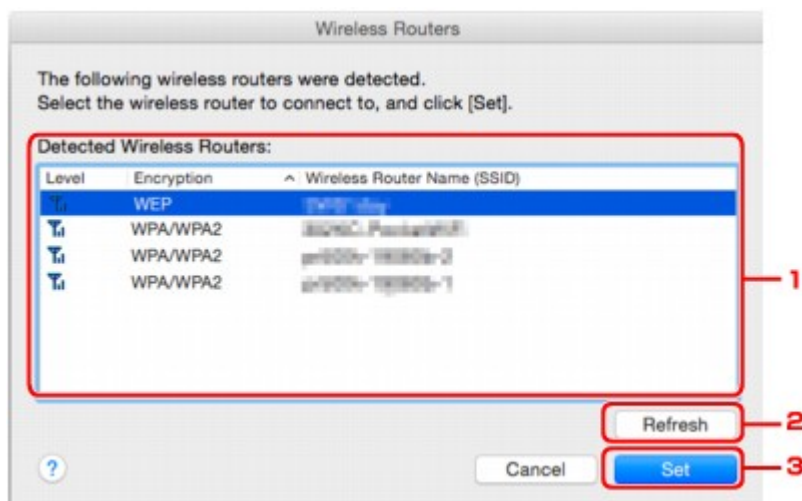 Wireless Routers
The following wireless routers were detected.
Select the wireless router to connect to, and click [Set].
Detected Wireless Routers:
Level Encryption Wireless Router Name (SSID)
WEP
WPA/WPA2
WPA/WPA2
WPA/WPA2
1
Refresh 2
? Cancel Set 3